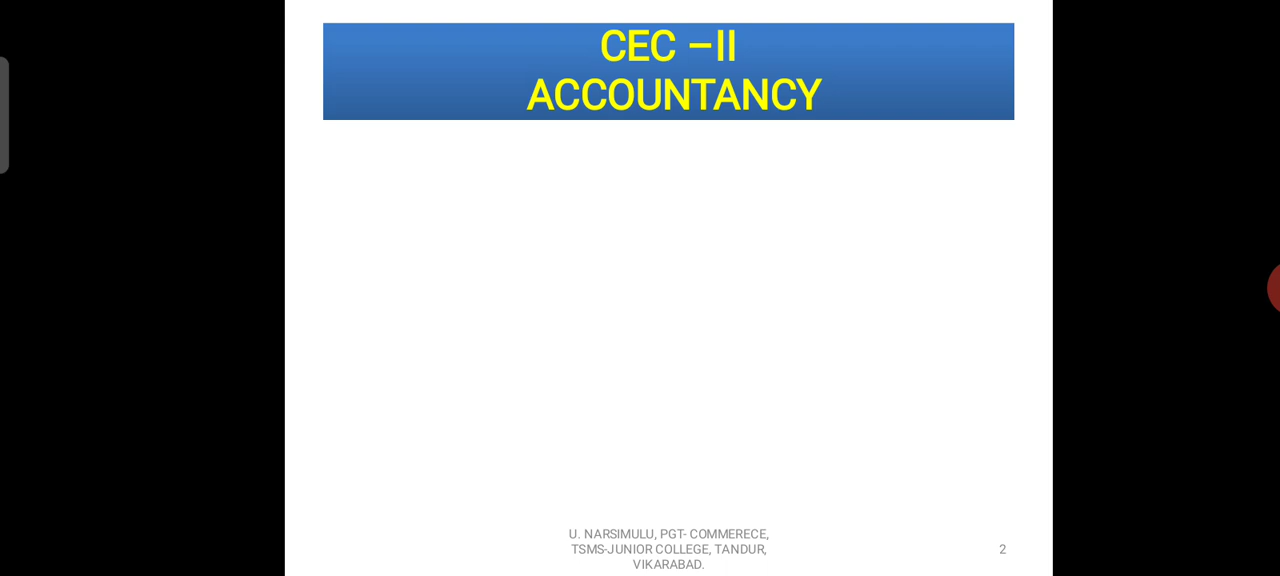 CEC –II
ACCOUNTANCY
U. NARSIMULU, PGT- COMMERECE,
TSMS-JUNIOR COLLEGE, TANDUR,
VIKARABAD.
2